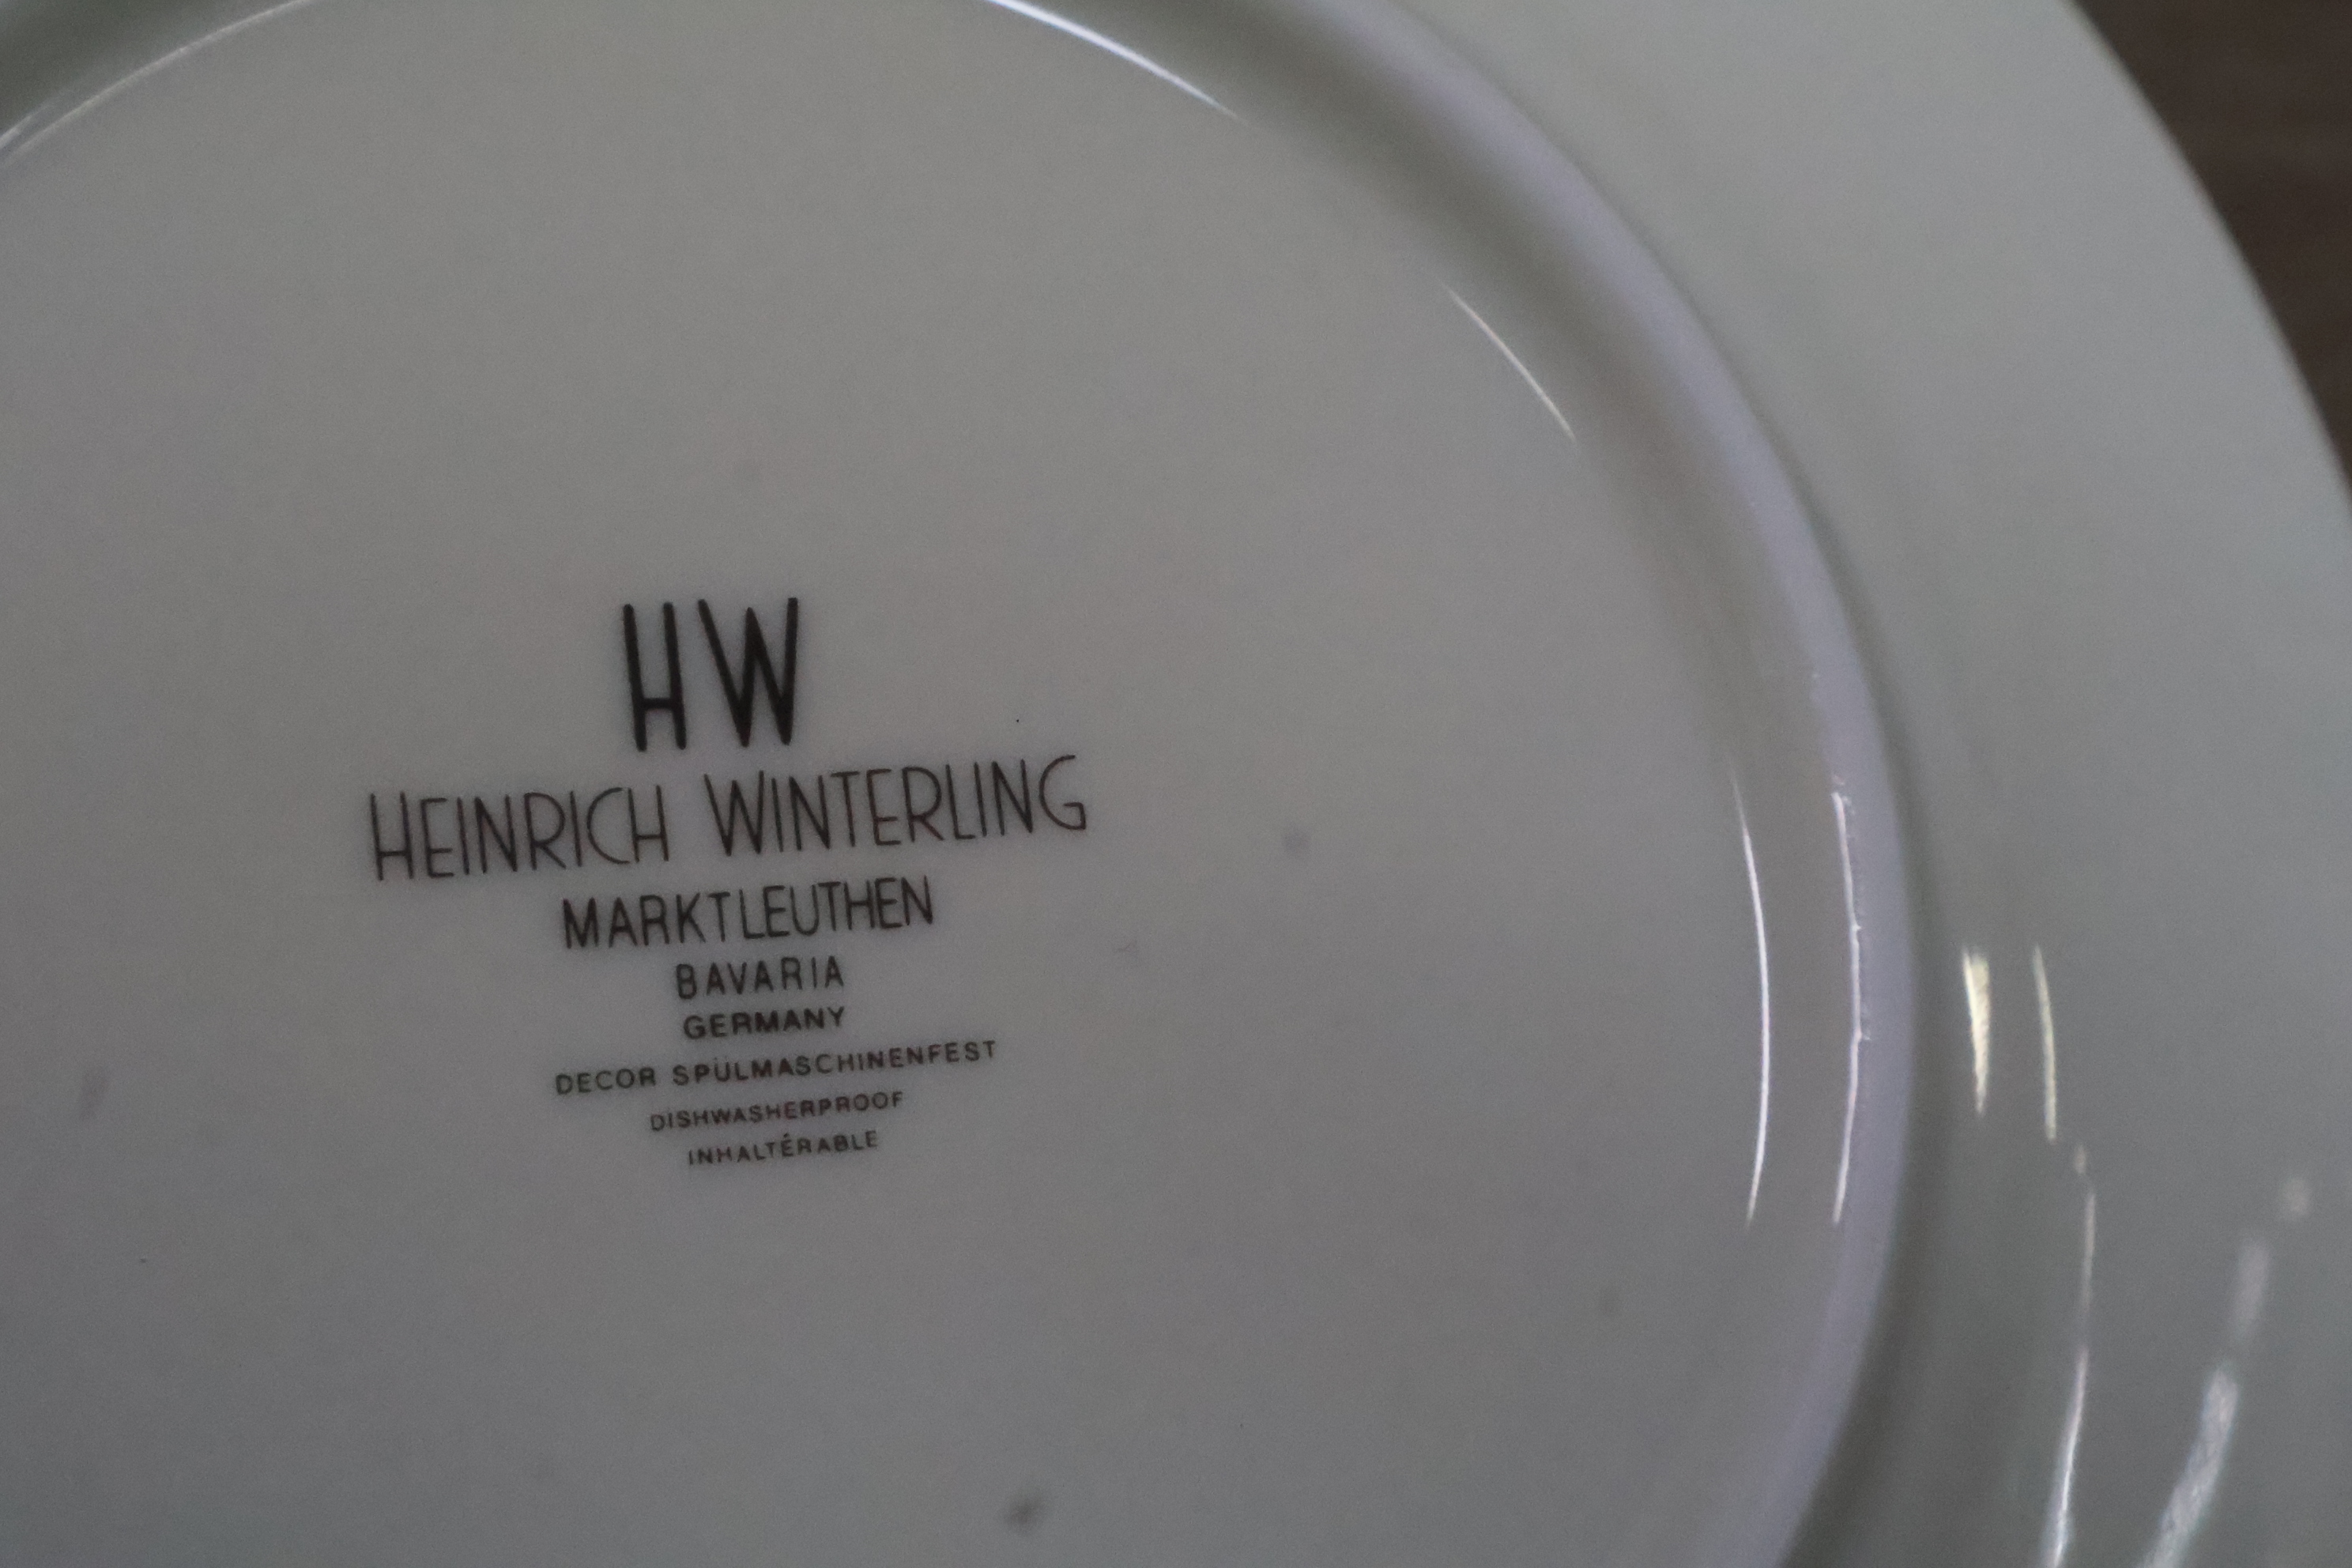 HW
HEINRICH WINTERLING
MARKTLEUTHEN
BAVARIA
GERMANY
DECOR SPÜLMASCHINENFEST
DISHWASHERPROOF
INHALTÉRABLE